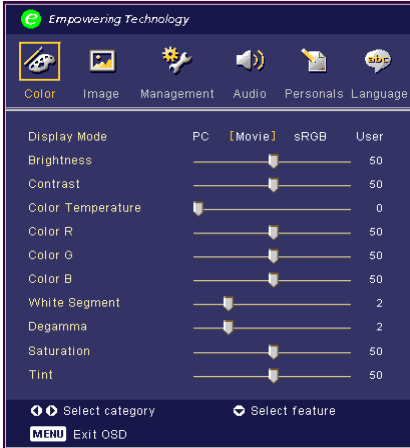 e Empowering Technology
abc
Color Image Management Audio Personals Language
Display Mode PC [Movie] sRGB User
Brightness 50
Contrast 50
Color Temperature 0
Color R 50
Color G 50
Color B 50
White Segment 2
Degamma 2
Saturation 50
Tint 50
Select category Select feature
MENU Exit OSD